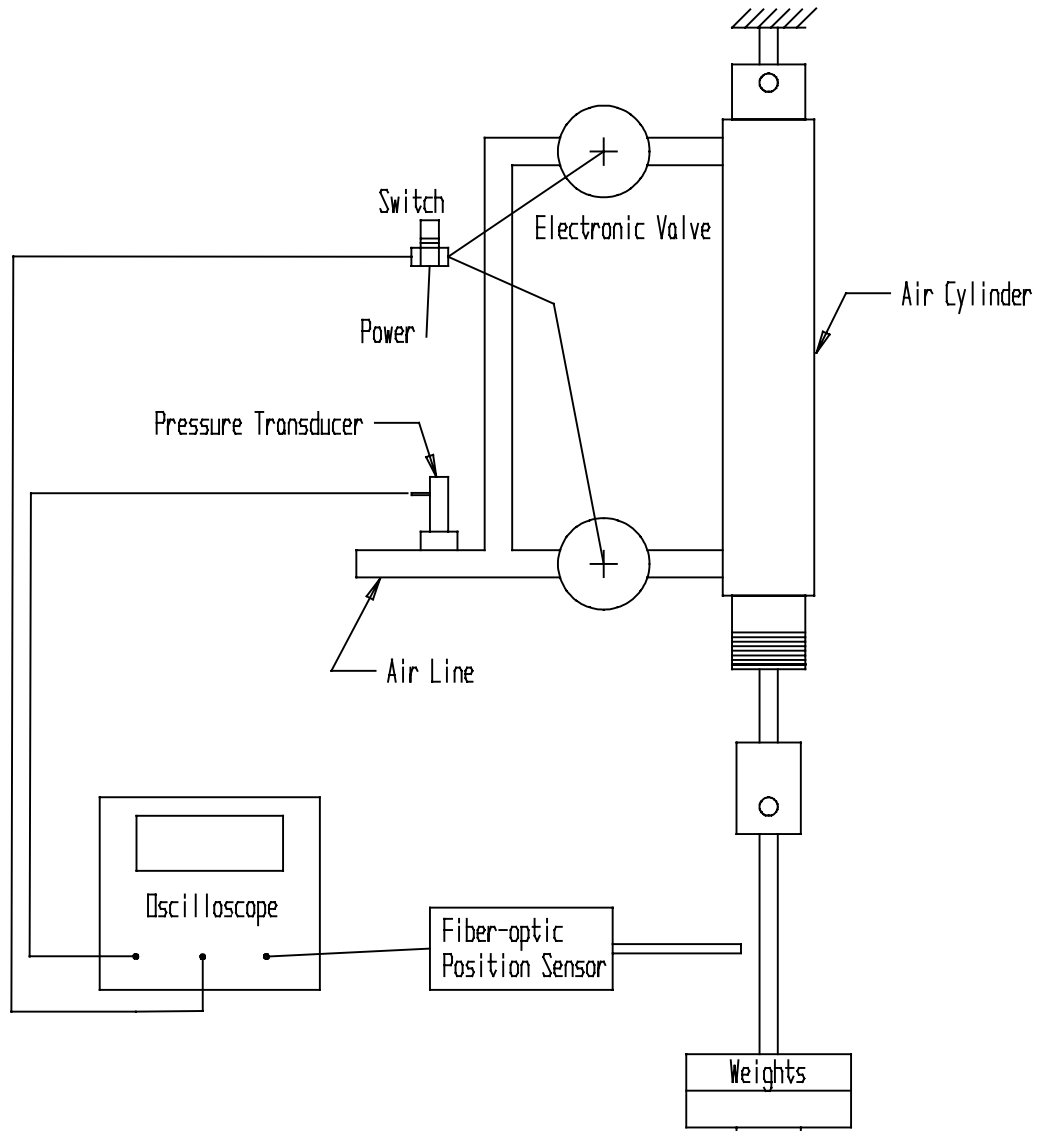 Switch
Electronic Valve
Air Cylinder
Power
Pressure Transducer
Air Line
Oscilloscope
Fiber-optic
Position Sensor
Weights